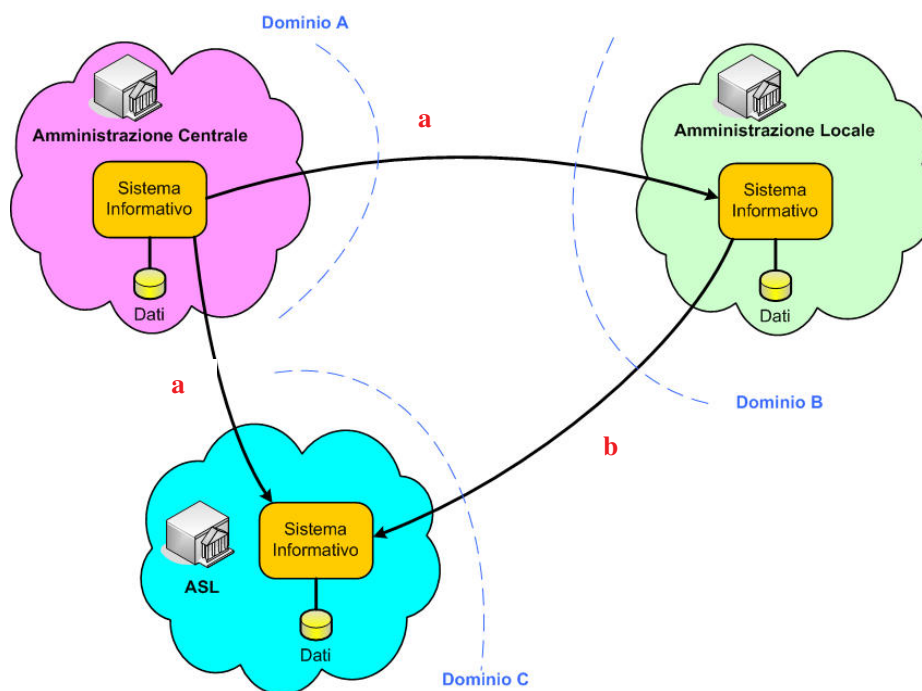 Dominio A
Amministrazione Centrale
Sistema
Informativo
Dati
a
Amministrazione Locale
Sistema
Informativo
Dati
Dominio B
a
b
ASL
Sistema
Informativo
Dati
Dominio C